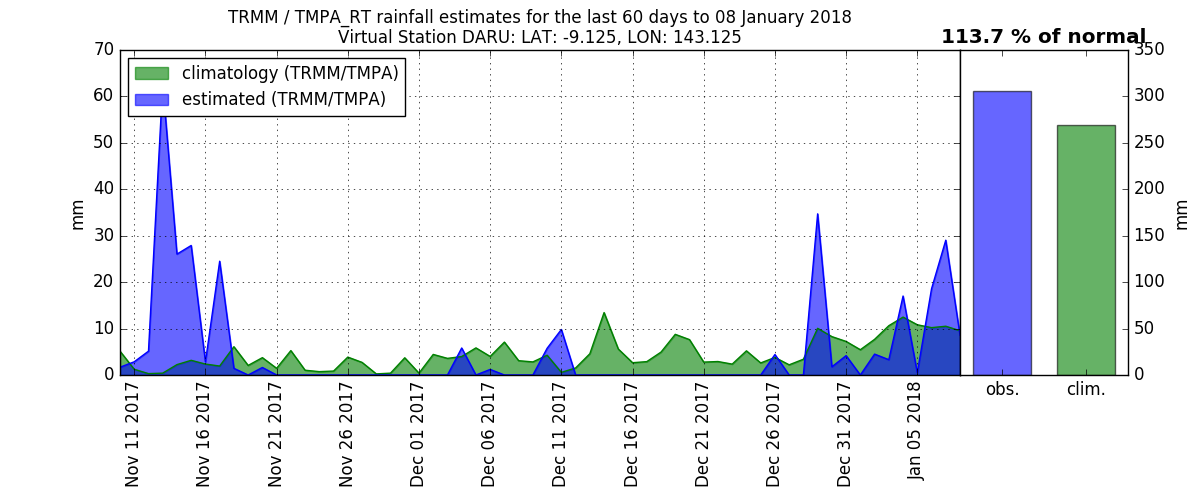 TRMM / TMPA_RT rainfall estimates for the last 60 days to 08 January 2018
Virtual Station DARU: LAT: -9.125, LON: 143.125
113.7 % of normal
climatology (TRMM/TMPA)
estimated (TRMM/TMPA)
70
60
50
40
30
20
10
0
mm
350
300
250
200
150
100
50
0
mm
Nov 11 2017
Nov 16 2017
Nov 21 2017
Nov 26 2017
Dec 01 2017
Dec 06 2017
Dec 11 2017
Dec 16 2017
Dec 21 2017
Dec 26 2017
Dec 31 2017
Jan 05 2018
obs.
clim.